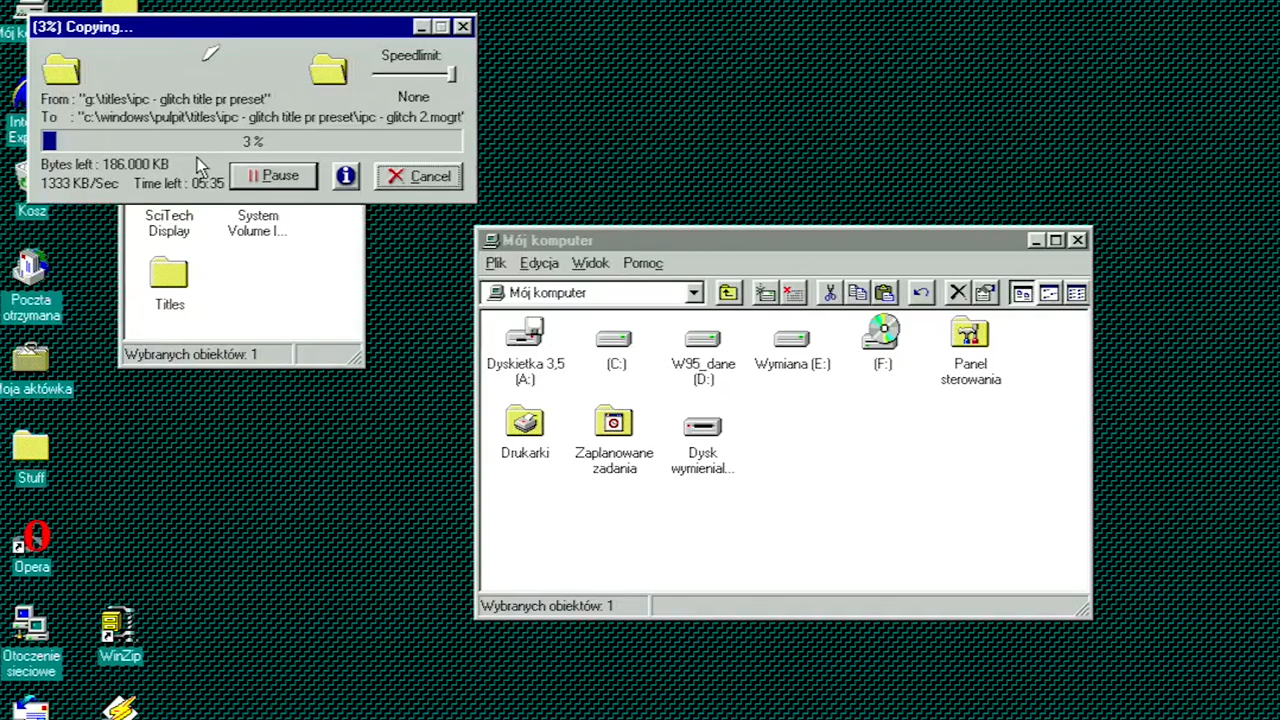 (3%) Copying...
Speedlimit:
None
From : "g:\titles\ipc - glitch title pr preset"
To : "c:\windows\pulpit\titles\ipc - glitch title pr preset\ipc - glitch 2.mogrt"
3 %
Bytes left : 186.000 KB
1333 KB/Sec Time left : 05:35
Pause
Cancel
Kosz
Poczta
otrzymana
Moja aktówka
Stuff
Opera
Otoczenie
sieciowe
WinZip
SciTech
Display
System
Volume I...
Titles
Wybranych obiektów: 1
Mój komputer
Plik Edycja Widok Pomoc
Mój komputer
Dyskietka 3,5
(A:)
(C:)
W95_dane
(D:)
Wymiana (E:)
(F:)
Panel
sterowania
Drukarki
Zaplanowane
zadania
Dysk
wymienial...
Wybranych obiektów: 1